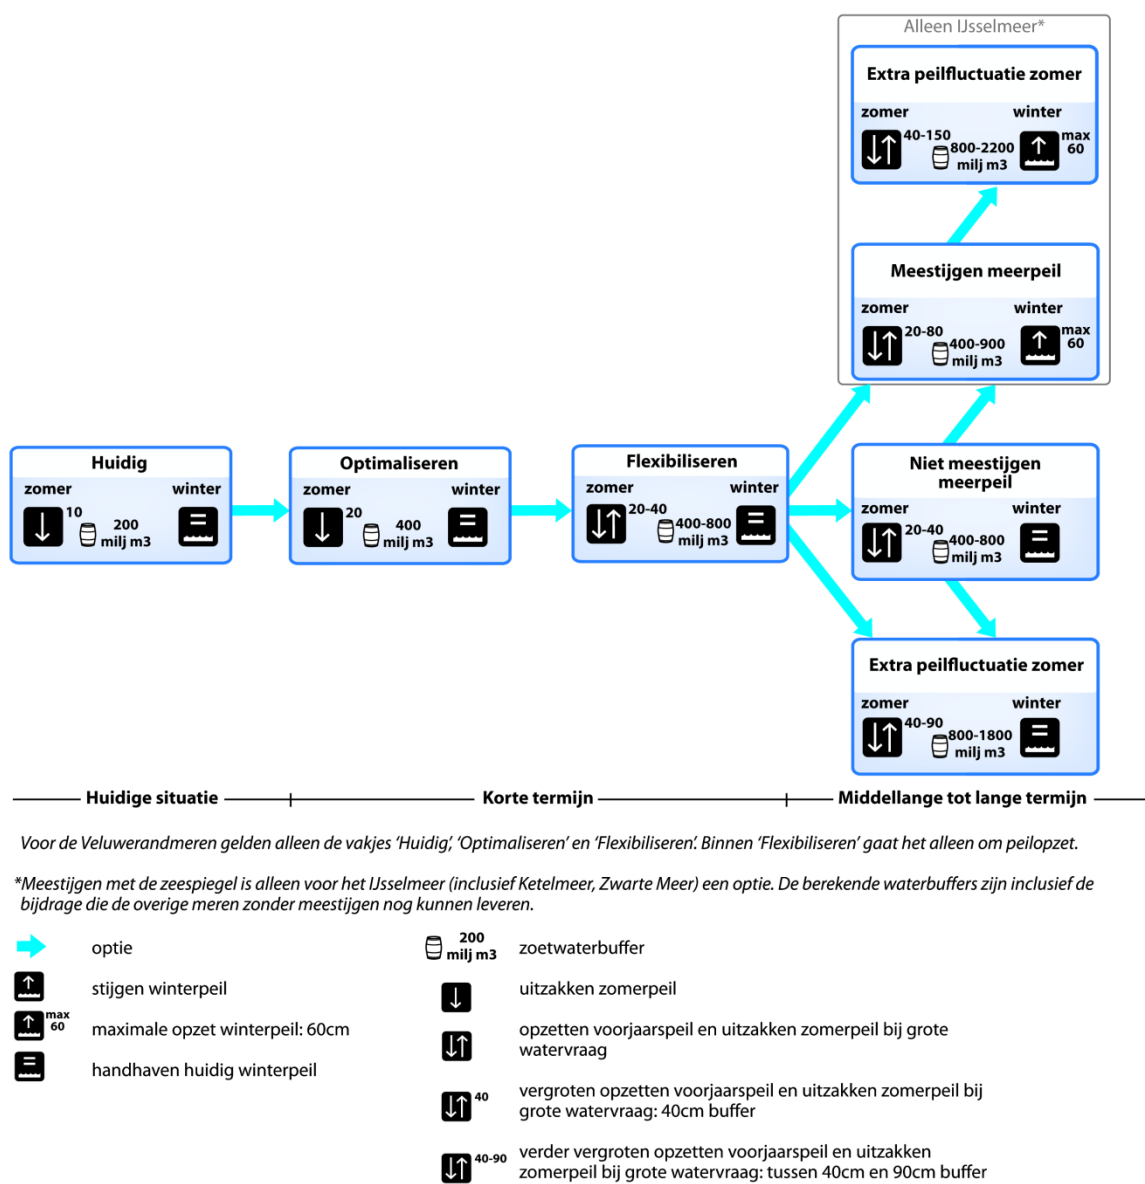 Alleen IJsselmeer*
Extra peilfluctuatie zomer
zomer winter
40-150 800-2200 max
milj m3 60
Meestijgen meerpeil
zomer winter
20-80 400-900 max
milj m3 60
Huidig
zomer winter
10 200
milj m3
Optimaliseren
zomer winter
20 400
milj m3
Flexibiliseren
zomer winter
20-40 400-800
milj m3
Niet meestijgen
meerpeil
zomer winter
20-40 400-800
milj m3
Extra peilfluctuatie zomer
zomer winter
40-90 800-1800
milj m3
Huidige situatie Korte termijn Middellange tot lange termijn
Voor de Veluwerandmeren gelden alleen de vakjes ‘Huidig’, ‘Optimaliseren’ en ‘Flexibiliseren’. Binnen ‘Flexibiliseren’ gaat het alleen om peilopzet.
*Meestijgen met de zeespiegel is alleen voor het IJsselmeer (inclusief Ketelmeer, Zwarte Meer) een optie. De berekende waterbuffers zijn inclusief de
bijdrage die de overige meren zonder meestijgen nog kunnen leveren.
optie
stijgen winterpeil
max
60
maximale opzet winterpeil: 60cm
handhaven huidig winterpeil
200
milj m3
zoetwaterbuffer
uitzakken zomerpeil
opzetten voorjaarspeil en uitzakken zomerpeil bij grote
watervraag
40
vergroten opzetten voorjaarspeil en uitzakken zomerpeil bij
grote watervraag: 40cm buffer
40-90
verder vergroten opzetten voorjaarspeil en uitzakken
zomerpeil bij grote watervraag: tussen 40cm en 90cm buffer